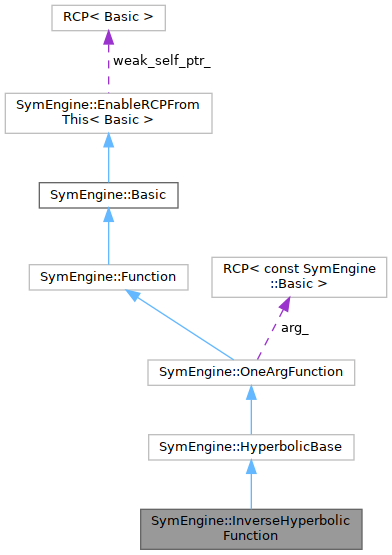 RCP< Basic >
weak_self_ptr_
SymEngine::EnableRCPFrom
This< Basic >
SymEngine::Basic
SymEngine::Function
RCP< const SymEngine
::Basic >
arg_
SymEngine::OneArgFunction
SymEngine::HyperbolicBase
SymEngine::InverseHyperbolic
Function